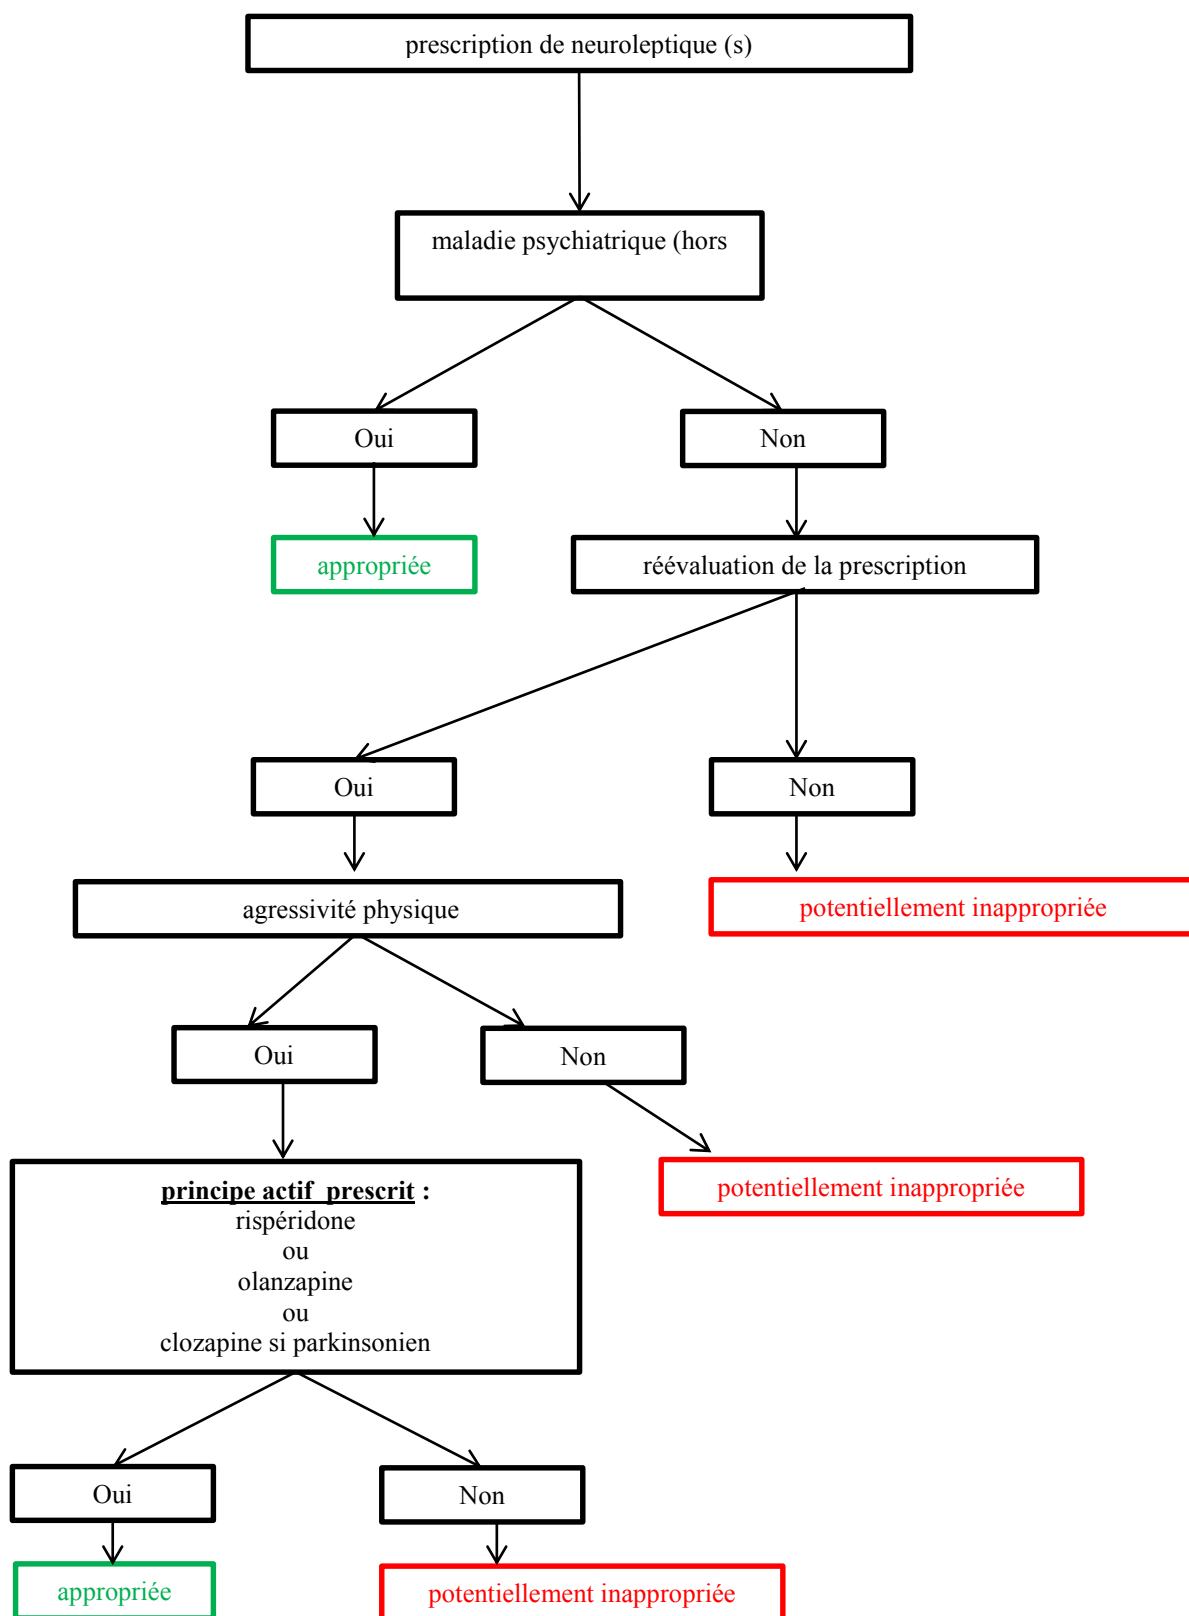 prescription de neuroleptique (s)
maladie psychiatrique (hors
Oui
Non
appropriée
réévaluation de la prescription
Oui
Non
agressivité physique
potentiellement inappropriée
Oui
Non
principe actif prescrit :
rispéridone
ou
olanzapine
ou
clozapine si parkinsonien
potentiellement inappropriée
Oui
Non
appropriée
potentiellement inappropriée